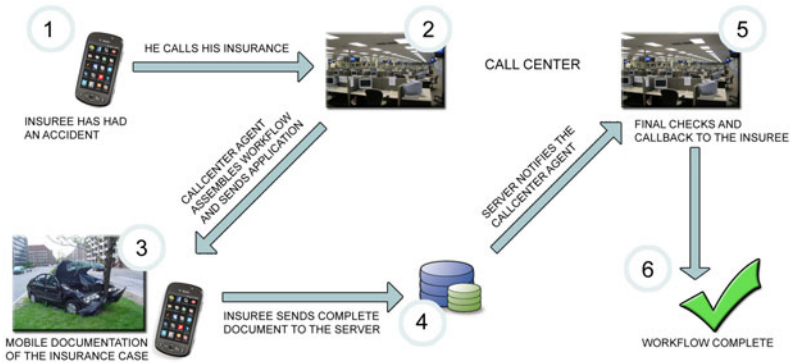 1
HE CALLS HIS INSURANCE
INSUREE HAS HAD
AN ACCIDENT
2
CALL CENTER
5
FINAL CHECKS AND
CALLBACK TO THE INSUREE
CALLCENTER AGENT
ASSEMBLES WORKFLOW
AND SENDS APPLICATION
SERVER NOTIFIES THE
CALLCENTER AGENT
3
MOBILE DOCUMENTATION
OF THE INSURANCE CASE
INSUREE SENDS COMPLETE
DOCUMENT TO THE SERVER
4
6
WORKFLOW COMPLETE